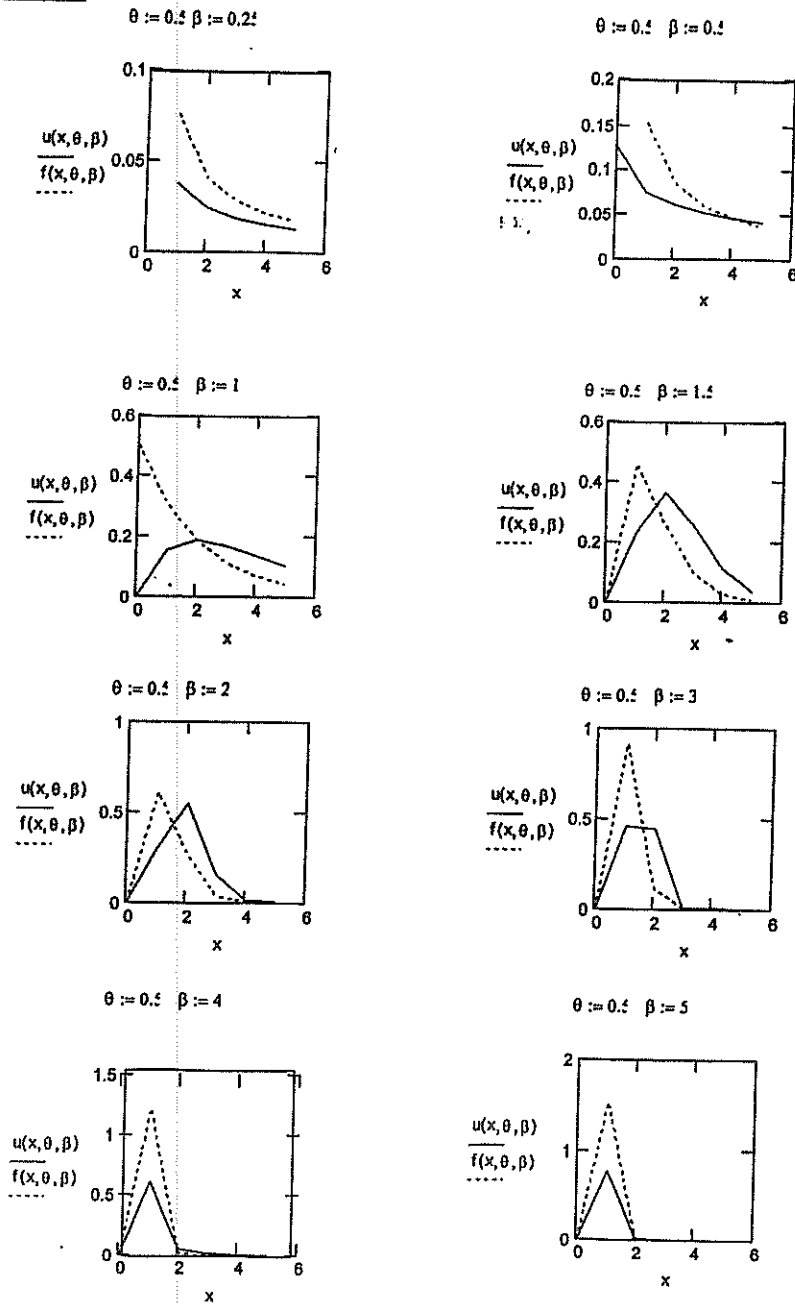 θ := 0.5 β := 0.25
0.1
0.05
0
u(x,θ,β)
f(x,θ,β)
0 2 4 6
x
θ := 0.5 β := 0.5
0.2
0.15
0.1
0.05
0
u(x,θ,β)
f(x,θ,β)
0 2 4 6
x
θ := 0.5 β := 1
0.6
0.4
0.2
0
u(x,θ,β)
f(x,θ,β)
0 2 4 6
x
θ := 0.5 β := 1.5
0.6
0.4
0.2
0
u(x,θ,β)
f(x,θ,β)
0 2 4 6
x
θ := 0.5 β := 2
1
0.5
0
u(x,θ,β)
f(x,θ,β)
0 2 4 6
x
θ := 0.5 β := 3
1
0.5
0
u(x,θ,β)
f(x,θ,β)
0 2 4 6
x
θ := 0.5 β := 4
1.5
1
0.5
0
u(x,θ,β)
f(x,θ,β)
0 2 4 6
x
θ := 0.5 β := 5
2
1
0
u(x,θ,β)
f(x,θ,β)
0 2 4 6
x